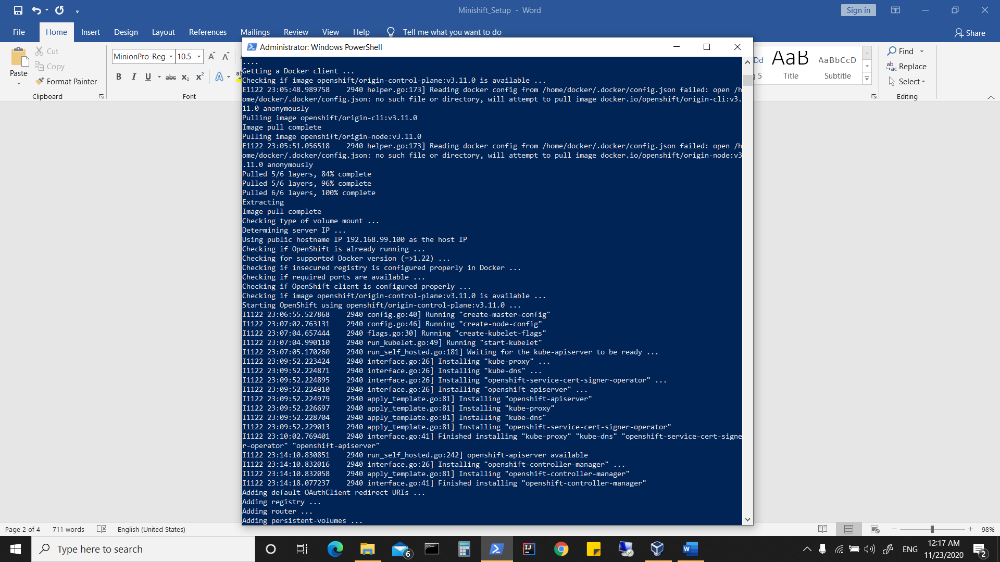 Minishift_Setup - Word
Sign in
File
Home
Insert
Design
Layout
References
Mailings
Review
View
Help
Tell me what you want to do
Share
Paste
Cut
Copy
Format Painter
Clipboard
MinionPro-Reg
10.5
B I U abc X₂ X² A
Font
AaB
Title
AaBbCcD
Subtitle
Find
Replace
Select
Editing
Administrator: Windows PowerShell
....
Getting a Docker client ...
Checking if image openshift/origin-control-plane:v3.11.0 is available ...
E1122 23:05:48.989758    2940 helper.go:173] Reading docker config from /home/docker/.docker/config.json failed: open /h
ome/docker/.docker/config.json: no such file or directory, will attempt to pull image docker.io/openshift/origin-cli:v3.
11.0 anonymously
Pulling image openshift/origin-cli:v3.11.0
Image pull complete
Pulling image openshift/origin-node:v3.11.0
E1122 23:05:51.056518    2940 helper.go:173] Reading docker config from /home/docker/.docker/config.json failed: open /h
ome/docker/.docker/config.json: no such file or directory, will attempt to pull image docker.io/openshift/origin-node:v3
.11.0 anonymously
Pulled 5/6 layers, 84% complete
Pulled 5/6 layers, 96% complete
Pulled 6/6 layers, 100% complete
Extracting
Image pull complete
Checking type of volume mount ...
Determining server IP ...
Using public hostname IP 192.168.99.100 as the host IP
Checking if OpenShift is already running ...
Checking for supported Docker version (=>1.22) ...
Checking if insecured registry is configured properly in Docker ...
Checking if required ports are available ...
Checking if OpenShift client is configured properly ...
Checking if image openshift/origin-control-plane:v3.11.0 is available ...
Starting OpenShift using openshift/origin-control-plane:v3.11.0 ...
I1122 23:06:55.527868    2940 config.go:40] Running "create-master-config"
I1122 23:07:02.763131    2940 config.go:46] Running "create-node-config"
I1122 23:07:04.657444    2940 flags.go:30] Running "create-kubelet-flags"
I1122 23:07:04.990110    2940 run_kubelet.go:49] Running "start-kubelet"
I1122 23:07:05.170260    2940 run_self_hosted.go:181] Waiting for the kube-apiserver to be ready ...
I1122 23:09:52.223424    2940 interface.go:26] Installing "kube-proxy" ...
I1122 23:09:52.224871    2940 interface.go:26] Installing "kube-dns" ...
I1122 23:09:52.224895    2940 interface.go:26] Installing "openshift-service-cert-signer-operator" ...
I1122 23:09:52.224910    2940 interface.go:26] Installing "openshift-apiserver" ...
I1122 23:09:52.224979    2940 apply_template.go:81] Installing "openshift-apiserver"
I1122 23:09:52.226697    2940 apply_template.go:81] Installing "kube-proxy"
I1122 23:09:52.228704    2940 apply_template.go:81] Installing "kube-dns"
I1122 23:09:52.229013    2940 apply_template.go:81] Installing "openshift-service-cert-signer-operator"
I1122 23:10:02.769401    2940 interface.go:41] Finished installing "kube-proxy" "kube-dns" "openshift-service-cert-signe
r-operator" "openshift-apiserver"
I1122 23:14:10.830851    2940 run_self_hosted.go:242] openshift-apiserver available
I1122 23:14:10.832016    2940 interface.go:26] Installing "openshift-controller-manager" ...
I1122 23:14:10.832058    2940 apply_template.go:81] Installing "openshift-controller-manager"
I1122 23:14:18.077237    2940 interface.go:41] Finished installing "openshift-controller-manager"
Adding default OAuthClient redirect URIs ...
Adding registry ...
Adding router ...
Adding persistent-volumes ...
Page 2 of 4
711 words
English (United States)
98%
Type here to search
6
ENG
12:17 AM
11/23/2020
2